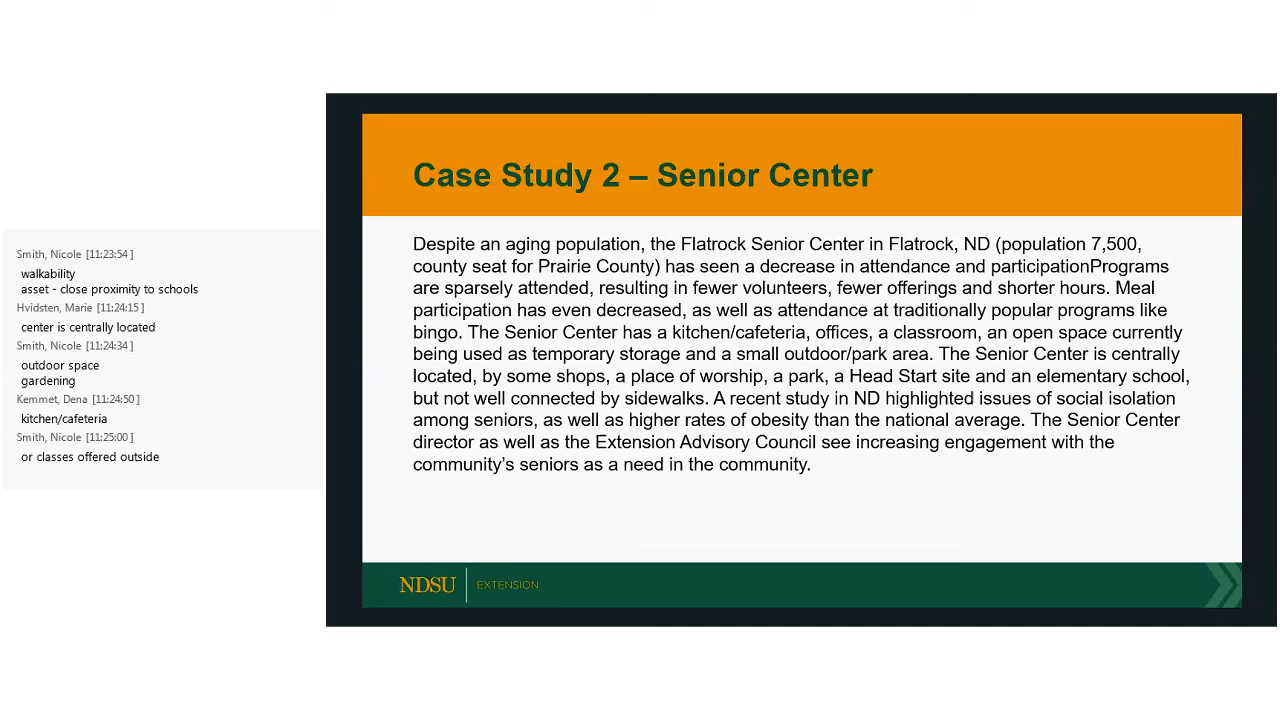 Smith, Nicole [11:23:54]
walkability
asset - close proximity to schools
Hvidsten, Marie [11:24:15]
center is centrally located
Smith, Nicole [11:24:34]
outdoor space
gardening
Kemmet, Dena [11:24:50]
kitchen/cafeteria
Smith, Nicole [11:25:00]
or classes offered outside
Case Study 2 – Senior Center
Despite an aging population, the Flatrock Senior Center in Flatrock, ND (population 7,500,
county seat for Prairie County) has seen a decrease in attendance and participationPrograms
are sparsely attended, resulting in fewer volunteers, fewer offerings and shorter hours. Meal
participation has even decreased, as well as attendance at traditionally popular programs like
bingo. The Senior Center has a kitchen/cafeteria, offices, a classroom, an open space currently
being used as temporary storage and a small outdoor/park area. The Senior Center is centrally
located, by some shops, a place of worship, a park, a Head Start site and an elementary school,
but not well connected by sidewalks. A recent study in ND highlighted issues of social isolation
among seniors, as well as higher rates of obesity than the national average. The Senior Center
director as well as the Extension Advisory Council see increasing engagement with the
community's seniors as a need in the community.
NDSU EXTENSION